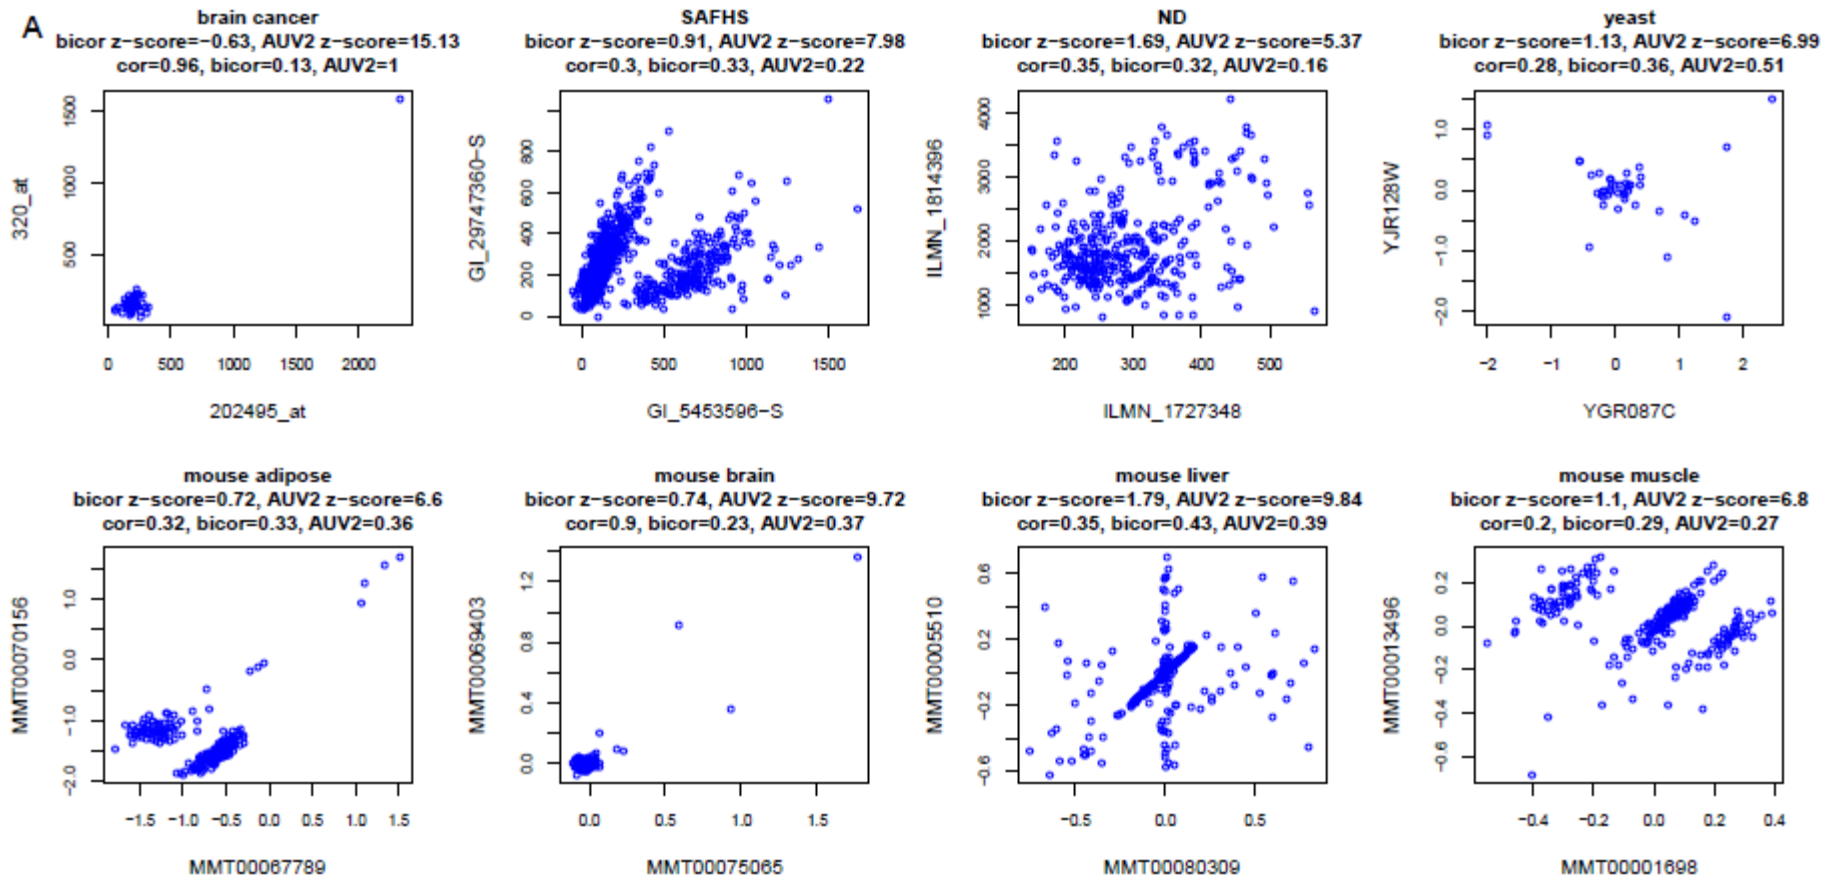 A
brain cancer
bicor z-score=-0.63, AUV2 z-score=15.13
cor=0.96, bicor=0.13, AUV2=1
320_at
500 1000 1500
0 500 1000 1500 2000
202495_at
SAFHS
bicor z-score=0.91, AUV2 z-score=7.98
cor=0.3, bicor=0.33, AUV2=0.22
GI_29747360-S
0 200 400 600 800
0 500 1000 1500
GI_5453596-S
ND
bicor z-score=1.69, AUV2 z-score=5.37
cor=0.35, bicor=0.32, AUV2=0.16
ILMN_1814396
1000 2000 3000 4000
200 300 400 500
ILMN_1727348
yeast
bicor z-score=1.13, AUV2 z-score=6.99
cor=0.28, bicor=0.36, AUV2=0.51
YJR128W
-2.0 -1.0 0.0 1.0
-2 -1 0 1 2
YGR087C
mouse adipose
bicor z-score=0.72, AUV2 z-score=6.6
cor=0.32, bicor=0.33, AUV2=0.36
MMT00070156
-2.0 -1.0 0.0 1.0
-1.5 -1.0 -0.5 0.0 0.5 1.0 1.5
MMT00067789
mouse brain
bicor z-score=0.74, AUV2 z-score=9.72
cor=0.9, bicor=0.23, AUV2=0.37
MMT00069403
0.0 0.4 0.8 1.2
0.0 0.5 1.0 1.5
MMT00075065
mouse liver
bicor z-score=1.79, AUV2 z-score=9.84
cor=0.35, bicor=0.43, AUV2=0.39
MMT00005510
-0.6 -0.2 0.2 0.6
-0.5 0.0 0.5
MMT00080309
mouse muscle
bicor z-score=1.1, AUV2 z-score=6.8
cor=0.2, bicor=0.29, AUV2=0.27
MMT00013496
-0.6 -0.4 -0.2 0.0 0.2
-0.4 -0.2 0.0 0.2 0.4
MMT00001698